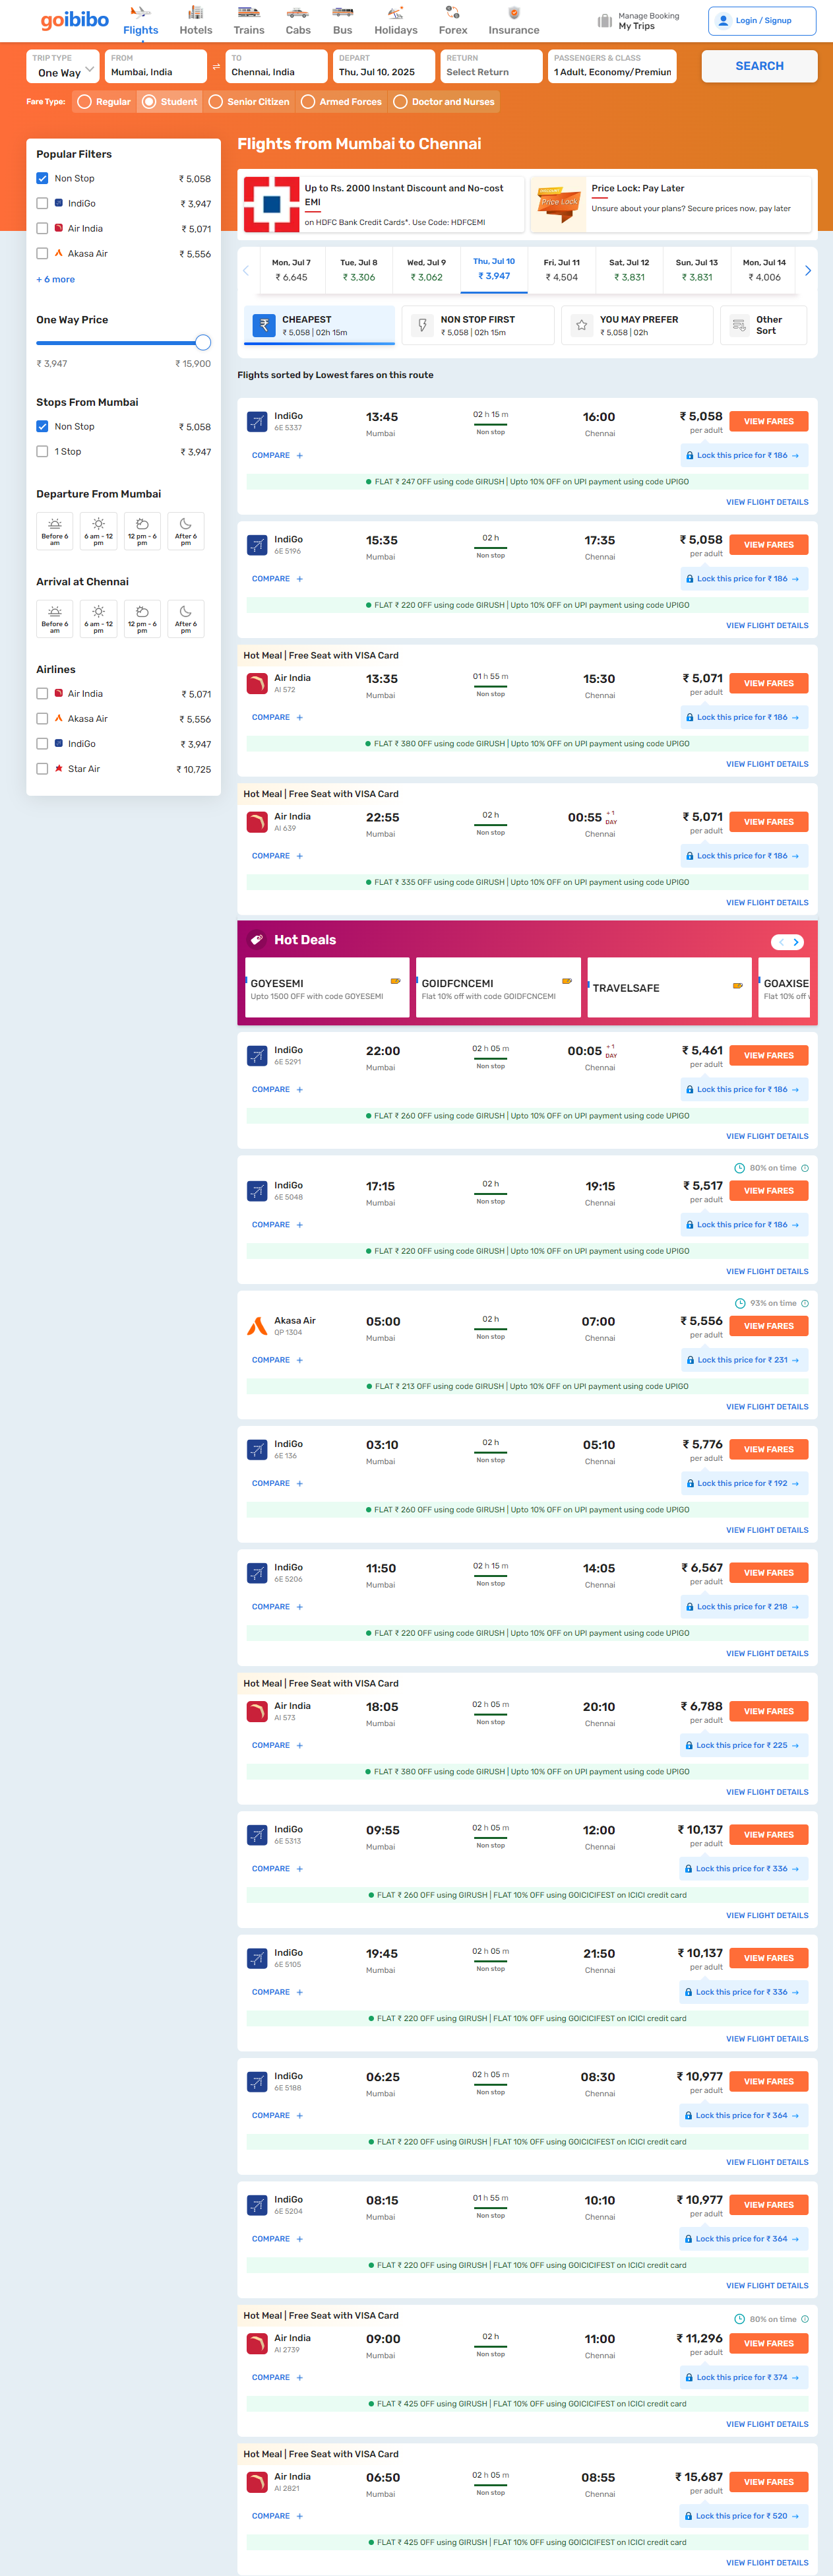 goibibo
Flights
Hotels
Trains
Cabs
Bus
Holidays
Forex
Insurance
Manage Booking
My Trips
Login / Signup
TRIP TYPE
One Way
FROM
Mumbai, India
TO
Chennai, India
DEPART
Thu, Jul 10, 2025
RETURN
Select Return
PASSENGERS & CLASS
1 Adult, Economy/Premiun
SEARCH
Fare Type:
Regular
Student
Senior Citizen
Armed Forces
Doctor and Nurses
Popular Filters
Non Stop ₹ 5,058
IndiGo ₹ 3,947
Air India ₹ 5,071
Akasa Air ₹ 5,556
+ 6 more
One Way Price
₹ 3,947 ₹ 15,900
Stops From Mumbai
Non Stop ₹ 5,058
1 Stop ₹ 3,947
Departure From Mumbai
Before 6 am
6 am - 12 pm
12 pm - 6 pm
After 6 pm
Arrival at Chennai
Before 6 am
6 am - 12 pm
12 pm - 6 pm
After 6 pm
Airlines
Air India ₹ 5,071
Akasa Air ₹ 5,556
IndiGo ₹ 3,947
Star Air ₹ 10,725
Flights from Mumbai to Chennai
Up to Rs. 2000 Instant Discount and No-cost
EMI
on HDFC Bank Credit Cards*. Use Code: HDFCEMI
Price Lock
Price Lock: Pay Later
Unsure about your plans? Secure prices now, pay later
Mon, Jul 7 Tue, Jul 8 Wed, Jul 9 Thu, Jul 10 Fri, Jul 11 Sat, Jul 12 Sun, Jul 13 Mon, Jul 14
₹ 6,645 ₹ 3,306 ₹ 3,062 ₹ 3,947 ₹ 4,504 ₹ 3,831 ₹ 3,831 ₹ 4,006
CHEAPEST
₹ 5,058 | 02h 15m
NON STOP FIRST
₹ 5,058 | 02h 15m
YOU MAY PREFER
₹ 5,058 | 02h
Other
Sort
Flights sorted by Lowest fares on this route
IndiGo 13:45 02 h 15 m 16:00 ₹ 5,058 VIEW FARES
6E 5337 Mumbai Non stop Chennai per adult
COMPARE + Lock this price for ₹ 186 →
FLAT ₹ 247 OFF using code GIRUSH | Upto 10% OFF on UPI payment using code UPIGO
VIEW FLIGHT DETAILS
IndiGo 15:35 02 h 17:35 ₹ 5,058 VIEW FARES
6E 5196 Mumbai Non stop Chennai per adult
COMPARE + Lock this price for ₹ 186 →
FLAT ₹ 220 OFF using code GIRUSH | Upto 10% OFF on UPI payment using code UPIGO
VIEW FLIGHT DETAILS
Hot Meal | Free Seat with VISA Card
Air India 13:35 01 h 55 m 15:30 ₹ 5,071 VIEW FARES
AI 572 Mumbai Non stop Chennai per adult
COMPARE + Lock this price for ₹ 186 →
FLAT ₹ 380 OFF using code GIRUSH | Upto 10% OFF on UPI payment using code UPIGO
VIEW FLIGHT DETAILS
Hot Meal | Free Seat with VISA Card
Air India 22:55 02 h 00:55 + 1 DAY ₹ 5,071 VIEW FARES
AI 639 Mumbai Non stop Chennai per adult
COMPARE + Lock this price for ₹ 186 →
FLAT ₹ 335 OFF using code GIRUSH | Upto 10% OFF on UPI payment using code UPIGO
VIEW FLIGHT DETAILS
Hot Deals
GOYESEMI
Upto 1500 OFF with code GOYESEMI
GOIDFCNCEMI
Flat 10% off with code GOIDFCNCEMI
TRAVELSAFE
GOAXISE
Flat 10% off
IndiGo 22:00 02 h 05 m 00:05 + 1 DAY ₹ 5,461 VIEW FARES
6E 5291 Mumbai Non stop Chennai per adult
COMPARE + Lock this price for ₹ 186 →
FLAT ₹ 260 OFF using code GIRUSH | Upto 10% OFF on UPI payment using code UPIGO
VIEW FLIGHT DETAILS
80% on time
IndiGo 17:15 02 h 19:15 ₹ 5,517 VIEW FARES
6E 5048 Mumbai Non stop Chennai per adult
COMPARE + Lock this price for ₹ 186 →
FLAT ₹ 220 OFF using code GIRUSH | Upto 10% OFF on UPI payment using code UPIGO
VIEW FLIGHT DETAILS
93% on time
Akasa Air 05:00 02 h 07:00 ₹ 5,556 VIEW FARES
QP 1304 Mumbai Non stop Chennai per adult
COMPARE + Lock this price for ₹ 231 →
FLAT ₹ 213 OFF using code GIRUSH | Upto 10% OFF on UPI payment using code UPIGO
VIEW FLIGHT DETAILS
IndiGo 03:10 02 h 05:10 ₹ 5,776 VIEW FARES
6E 136 Mumbai Non stop Chennai per adult
COMPARE + Lock this price for ₹ 192 →
FLAT ₹ 260 OFF using code GIRUSH | Upto 10% OFF on UPI payment using code UPIGO
VIEW FLIGHT DETAILS
IndiGo 11:50 02 h 15 m 14:05 ₹ 6,567 VIEW FARES
6E 5206 Mumbai Non stop Chennai per adult
COMPARE + Lock this price for ₹ 218 →
FLAT ₹ 220 OFF using code GIRUSH | Upto 10% OFF on UPI payment using code UPIGO
VIEW FLIGHT DETAILS
Hot Meal | Free Seat with VISA Card
Air India 18:05 02 h 05 m 20:10 ₹ 6,788 VIEW FARES
AI 573 Mumbai Non stop Chennai per adult
COMPARE + Lock this price for ₹ 225 →
FLAT ₹ 380 OFF using code GIRUSH | Upto 10% OFF on UPI payment using code UPIGO
VIEW FLIGHT DETAILS
IndiGo 09:55 02 h 05 m 12:00 ₹ 10,137 VIEW FARES
6E 5313 Mumbai Non stop Chennai per adult
COMPARE + Lock this price for ₹ 336 →
FLAT ₹ 260 OFF using GIRUSH | FLAT 10% OFF using GOICICIFEST on ICICI credit card
VIEW FLIGHT DETAILS
IndiGo 19:45 02 h 05 m 21:50 ₹ 10,137 VIEW FARES
6E 5105 Mumbai Non stop Chennai per adult
COMPARE + Lock this price for ₹ 336 →
FLAT ₹ 220 OFF using GIRUSH | FLAT 10% OFF using GOICICIFEST on ICICI credit card
VIEW FLIGHT DETAILS
IndiGo 06:25 02 h 05 m 08:30 ₹ 10,977 VIEW FARES
6E 5188 Mumbai Non stop Chennai per adult
COMPARE + Lock this price for ₹ 364 →
FLAT ₹ 220 OFF using GIRUSH | FLAT 10% OFF using GOICICIFEST on ICICI credit card
VIEW FLIGHT DETAILS
IndiGo 08:15 01 h 55 m 10:10 ₹ 10,977 VIEW FARES
6E 5204 Mumbai Non stop Chennai per adult
COMPARE + Lock this price for ₹ 364 →
FLAT ₹ 220 OFF using GIRUSH | FLAT 10% OFF using GOICICIFEST on ICICI credit card
VIEW FLIGHT DETAILS
Hot Meal | Free Seat with VISA Card 80% on time
Air India 09:00 02 h 11:00 ₹ 11,296 VIEW FARES
AI 2739 Mumbai Non stop Chennai per adult
COMPARE + Lock this price for ₹ 374 →
FLAT ₹ 425 OFF using GIRUSH | FLAT 10% OFF using GOICICIFEST on ICICI credit card
VIEW FLIGHT DETAILS
Hot Meal | Free Seat with VISA Card
Air India 06:50 02 h 05 m 08:55 ₹ 15,687 VIEW FARES
AI 2821 Mumbai Non stop Chennai per adult
COMPARE + Lock this price for ₹ 520 →
FLAT ₹ 425 OFF using GIRUSH | FLAT 10% OFF using GOICICIFEST on ICICI credit card
VIEW FLIGHT DETAILS